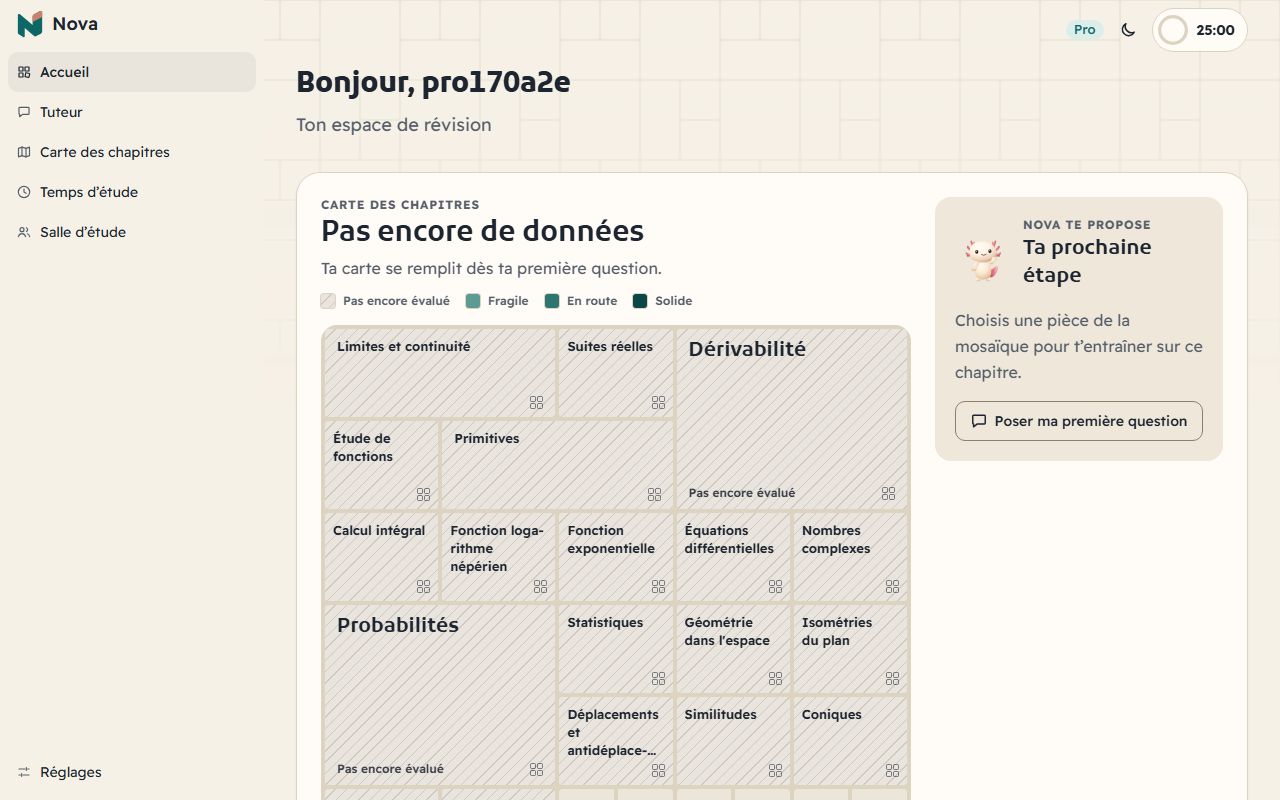 Nova
Accueil
Tuteur
Carte des chapitres
Temps d’étude
Salle d’étude
Réglages
Pro
25:00
Bonjour, pro170a2e
Ton espace de révision
CARTE DES CHAPITRES
Pas encore de données
Ta carte se remplit dès ta première question.
Pas encore évalué
Fragile
En route
Solide
Limites et continuité
Suites réelles
Dérivabilité
Pas encore évalué
Étude de
fonctions
Primitives
Calcul intégral
Fonction loga-
rithme
népérien
Fonction
exponentielle
Équations
différentielles
Nombres
complexes
Probabilités
Pas encore évalué
Statistiques
Géométrie
dans l'espace
Isométries
du plan
Déplacements
et
antidéplace-...
Similitudes
Coniques
NOVA TE PROPOSE
Ta prochaine
étape
Choisis une pièce de la
mosaïque pour t’entraîner sur ce
chapitre.
Poser ma première question